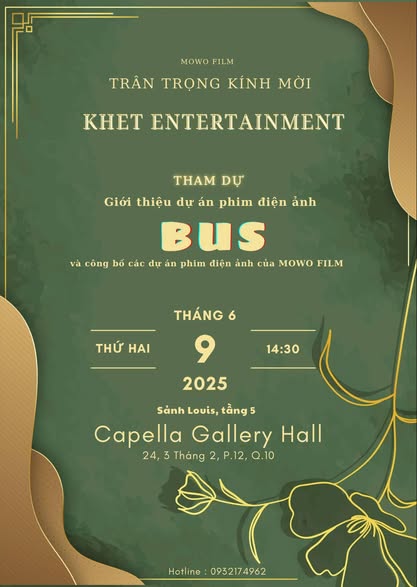 MOWO FILM
TRÂN TRỌNG KÍNH MỜI
KHET ENTERTAINMENT
THAM DỰ
Giới thiệu dự án phim điện ảnh
BUS
và công bố các dự án phim điện ảnh của MOWO FILM
THÁNG 6
THỨ HAI 9 14:30
2025
Sảnh Louis, tầng 5
Capella Gallery Hall
24, 3 Tháng 2, P.12, Q.10
Hotline : 0932174962